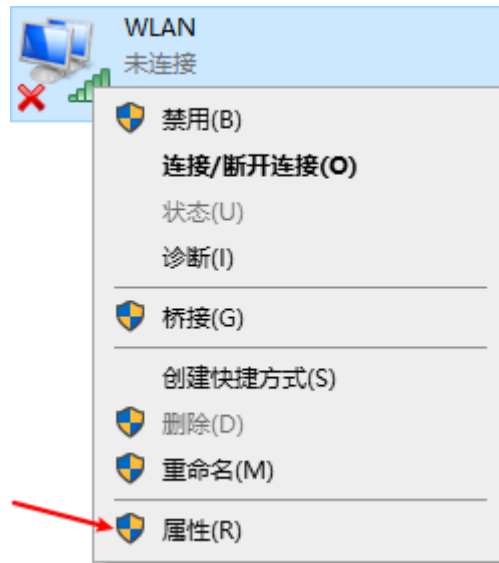 WLAN
未连接
禁用(B)
连接/断开连接(O)
状态(U)
诊断(I)
桥接(G)
创建快捷方式(S)
删除(D)
重命名(M)
属性(R)